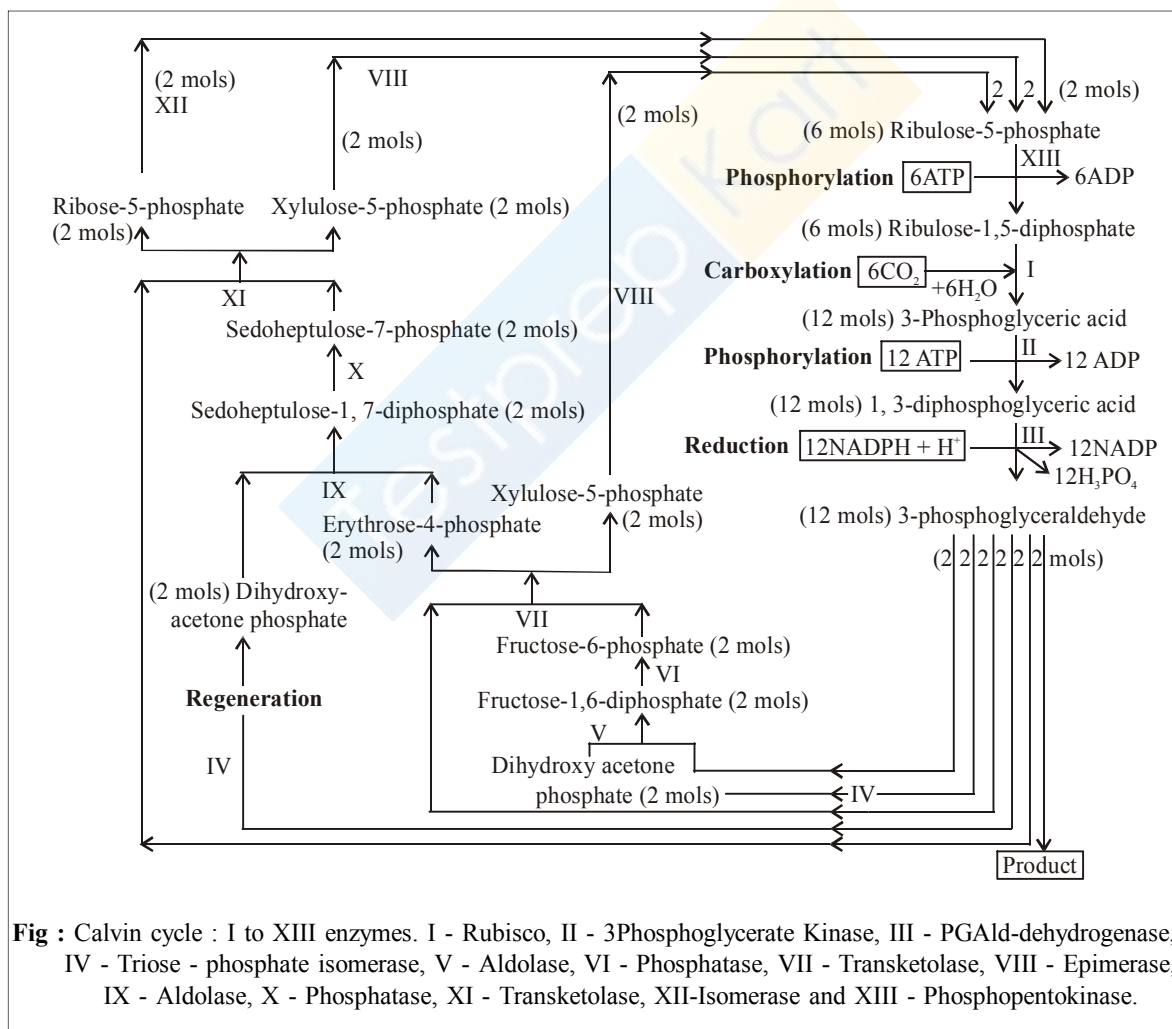 (2 mols)
XII
VIII
(2 mols)
(2 mols)
2 2 (2 mols)
(6 mols) Ribulose-5-phosphate
XIII
Phosphorylation 6ATP 6ADP
Ribose-5-phosphate
(2 mols)
Xylulose-5-phosphate (2 mols)
(6 mols) Ribulose-1,5-diphosphate
Carboxylation 6CO₂ I
+6H₂O
XI
VIII
Sedoheptulose-7-phosphate (2 mols)
(12 mols) 3-Phosphoglyceric acid
II
Phosphorylation 12 ATP 12 ADP
X
Sedoheptulose-1, 7-diphosphate (2 mols)
(12 mols) 1, 3-diphosphoglyceric acid
III
Reduction 12NADPH + H⁺ 12NADP
12H₃PO₄
IX
Xylulose-5-phosphate
(2 mols)
Erythrose-4-phosphate
(2 mols)
(12 mols) 3-phosphoglyceraldehyde
(2 2 2 2 2 2 mols)
(2 mols) Dihydroxy-
acetone phosphate
VII
Fructose-6-phosphate (2 mols)
VI
Regeneration
Fructose-1,6-diphosphate (2 mols)
V
IV
Dihydroxy acetone
phosphate (2 mols)
IV
Product
Testprep Kart
Fig : Calvin cycle : I to XIII enzymes. I - Rubisco, II - 3Phosphoglycerate Kinase, III - PGAld-dehydrogenase,
IV - Triose - phosphate isomerase, V - Aldolase, VI - Phosphatase, VII - Transketolase, VIII - Epimerase,
IX - Aldolase, X - Phosphatase, XI - Transketolase, XII-Isomerase and XIII - Phosphopentokinase.